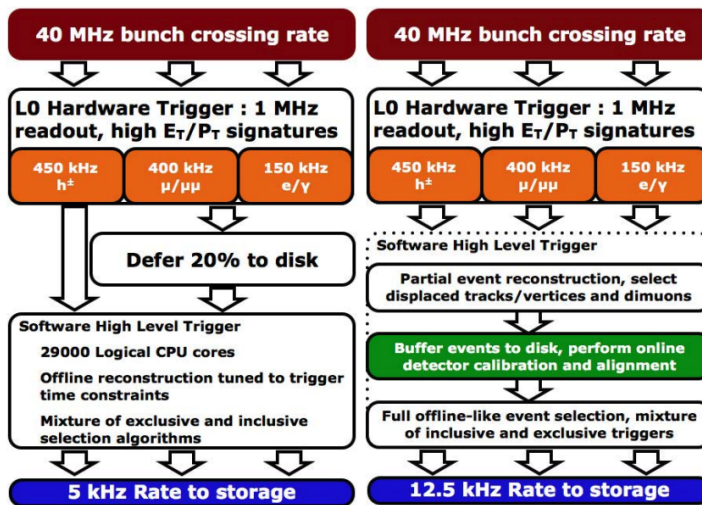 40 MHz bunch crossing rate
L0 Hardware Trigger : 1 MHz
readout, high E_T/P_T signatures
450 kHz
h±
400 kHz
μ/μμ
150 kHz
e/γ
Defer 20% to disk
Software High Level Trigger
29000 Logical CPU cores
Offline reconstruction tuned to trigger
time constraints
Mixture of exclusive and inclusive
selection algorithms
5 kHz Rate to storage
40 MHz bunch crossing rate
L0 Hardware Trigger : 1 MHz
readout, high E_T/P_T signatures
450 kHz
h±
400 kHz
μ/μμ
150 kHz
e/γ
Software High Level Trigger
Partial event reconstruction, select
displaced tracks/vertices and dimuons
Buffer events to disk, perform online
detector calibration and alignment
Full offline-like event selection, mixture
of inclusive and exclusive triggers
12.5 kHz Rate to storage